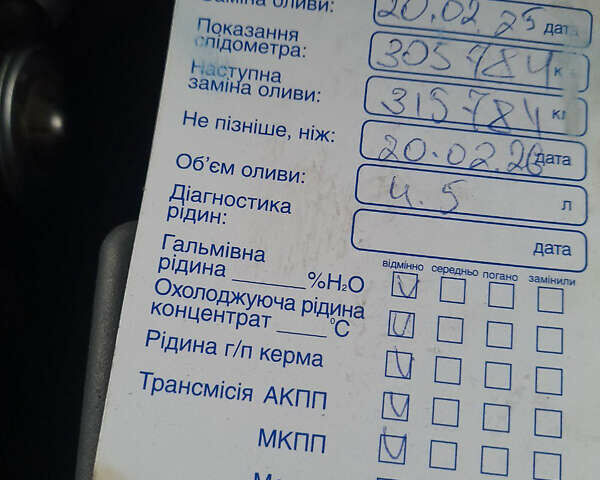 Заміна оливи: 20.02.25 дата
Показання
спідометра: 305784 к
Наступна
заміна оливи: 315784 км
Не пізніше, ніж: 20.02.26 дата
Об'єм оливи: 4.5 л
Діагностика
рідин: дата
відмінно середньо погано замінили
Гальмівна
рідина ______%H₂O
Охолоджуюча рідина
концентрат ____°C
Рідина г/п керма
Трансмісія АКПП
МКПП